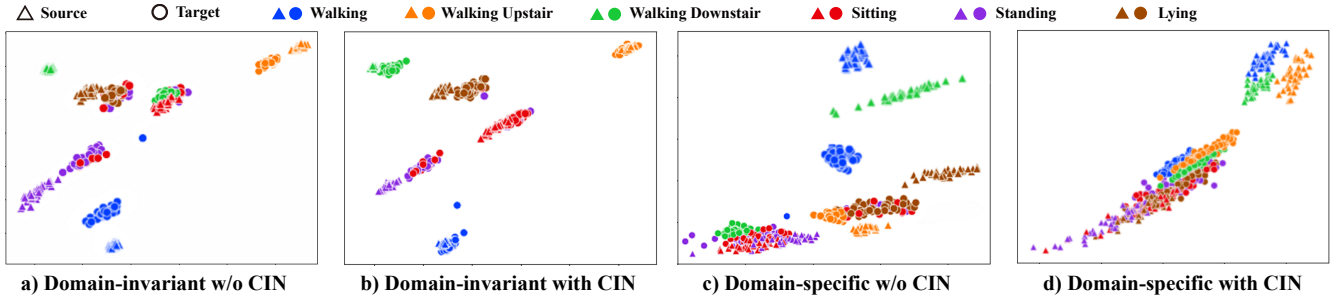 Source Target Walking Walking Upstair Walking Downstair Sitting Standing Lying
a) Domain-invariant w/o CIN b) Domain-invariant with CIN c) Domain-specific w/o CIN d) Domain-specific with CIN